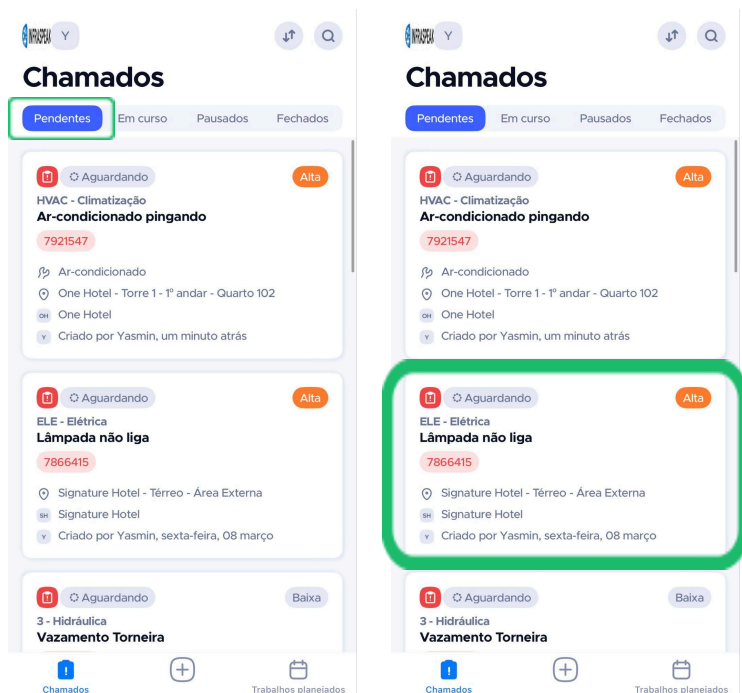 INFRASPEAK Y
Chamados
Pendentes Em curso Pausados Fechados
Aguardando Alta
HVAC - Climatização
Ar-condicionado pingando
7921547
Ar-condicionado
One Hotel - Torre 1 - 1º andar - Quarto 102
OH One Hotel
Y Criado por Yasmin, um minuto atrás
Aguardando Alta
ELE - Elétrica
Lâmpada não liga
7866415
Signature Hotel - Térreo - Área Externa
SH Signature Hotel
Y Criado por Yasmin, sexta-feira, 08 março
Aguardando Baixa
3 - Hidráulica
Vazamento Torneira
Chamados Trabalhos planejados
INFRASPEAK Y
Chamados
Pendentes Em curso Pausados Fechados
Aguardando Alta
HVAC - Climatização
Ar-condicionado pingando
7921547
Ar-condicionado
One Hotel - Torre 1 - 1º andar - Quarto 102
OH One Hotel
Y Criado por Yasmin, um minuto atrás
Aguardando Alta
ELE - Elétrica
Lâmpada não liga
7866415
Signature Hotel - Térreo - Área Externa
SH Signature Hotel
Y Criado por Yasmin, sexta-feira, 08 março
Aguardando Baixa
3 - Hidráulica
Vazamento Torneira
Chamados Trabalhos planejados